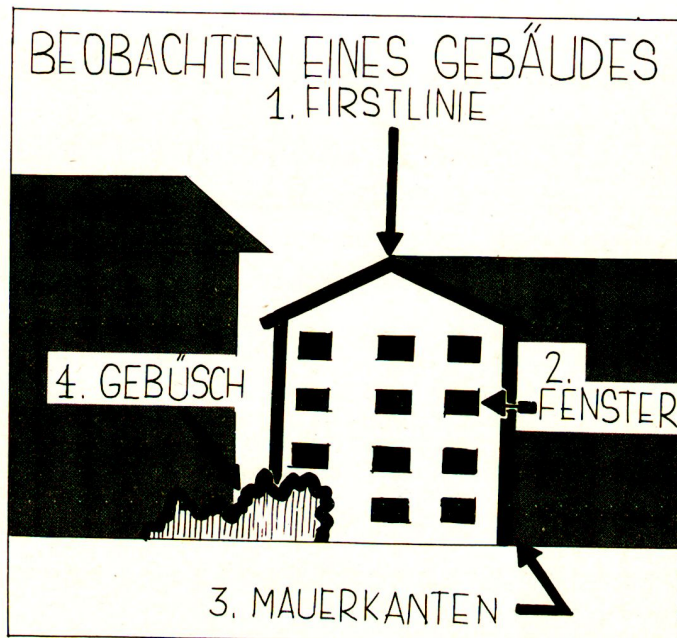 BEOBACHTEN EINES GEBÄUDES
1. FIRSTLINIE
4. GEBÜSCH
2.
FENSTER
3. MAUERKANTEN